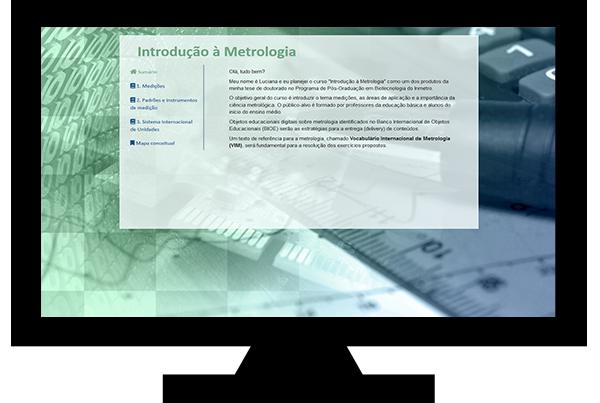 Introdução à Metrologia
Sumário
1. Medições
2. Padrões e Instrumentos
de medição
3. Sistema Internacional
de Unidades
Mapa conceitual
Olá, tudo bem?
Meu nome é Luciana e eu planejei o curso "Introdução à Metrologia" como um dos produtos da
minha tese de doutorado no Programa de Pós-Graduação em Biotecnologia do Inmetro.
O objetivo geral do curso é introduzir o tema medições, as áreas de aplicação e a importância da
ciência metrológica. O público-alvo é formado por professores da educação básica e alunos do
início do ensino médio.
Objetos educacionais digitais sobre metrologia identificados no Banco Internacional de Objetos
Educacionais (BIOE) serão as estratégias para a entrega (delivery) de conteúdos.
Um texto de referência para a metrologia, chamado Vocabulário Internacional de Metrologia
(VIM), será fundamental para a resolução dos exercícios propostos.
10